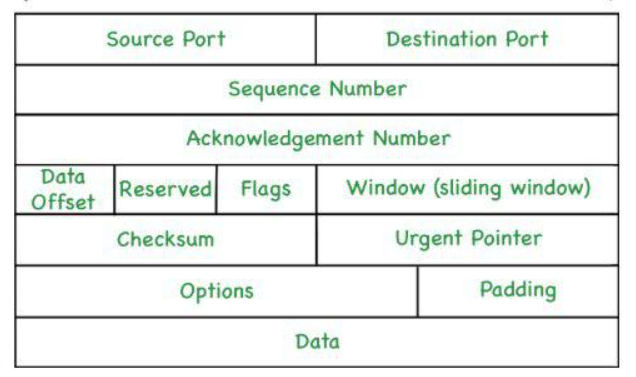 Source Port
Destination Port
Sequence Number
Acknowledgement Number
Data
Offset
Reserved
Flags
Window (sliding window)
Checksum
Urgent Pointer
Options
Padding
Data